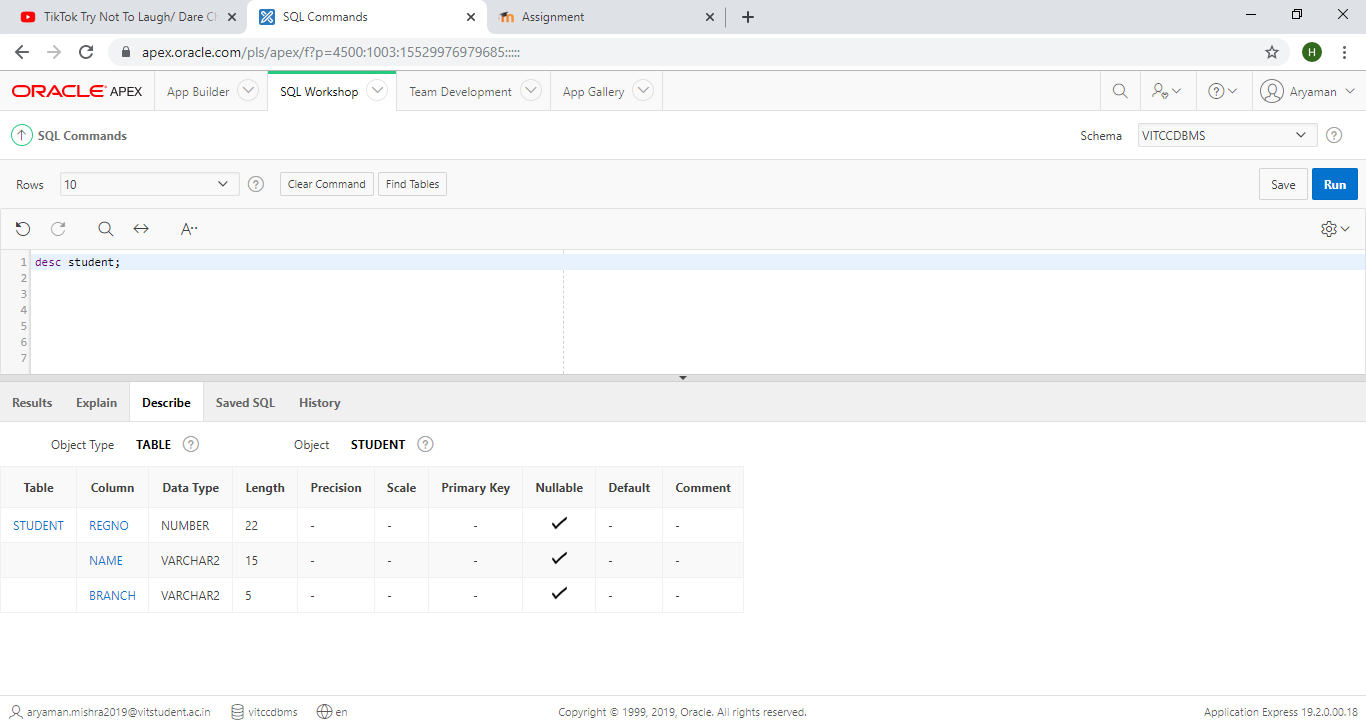 TikTok Try Not To Laugh/ Dare Ch
SQL Commands
Assignment
apex.oracle.com/pls/apex/f?p=4500:1003:15529976979685:::::
H
ORACLE APEX App Builder SQL Workshop Team Development App Gallery Aryaman
SQL Commands Schema VITCCDBMS
Rows 10 Clear Command Find Tables Save Run
A
1 desc student;
2
3
4
5
6
7
Results Explain Describe Saved SQL History
Object Type TABLE ? Object STUDENT ?
Table Column Data Type Length Precision Scale Primary Key Nullable Default Comment
STUDENT REGNO NUMBER 22 - - - - -
NAME VARCHAR2 15 - - - - -
BRANCH VARCHAR2 5 - - - - -
aryaman.mishra2019@vitstudent.ac.in vitccdbms en Copyright © 1999, 2019, Oracle. All rights reserved. Application Express 19.2.0.00.18